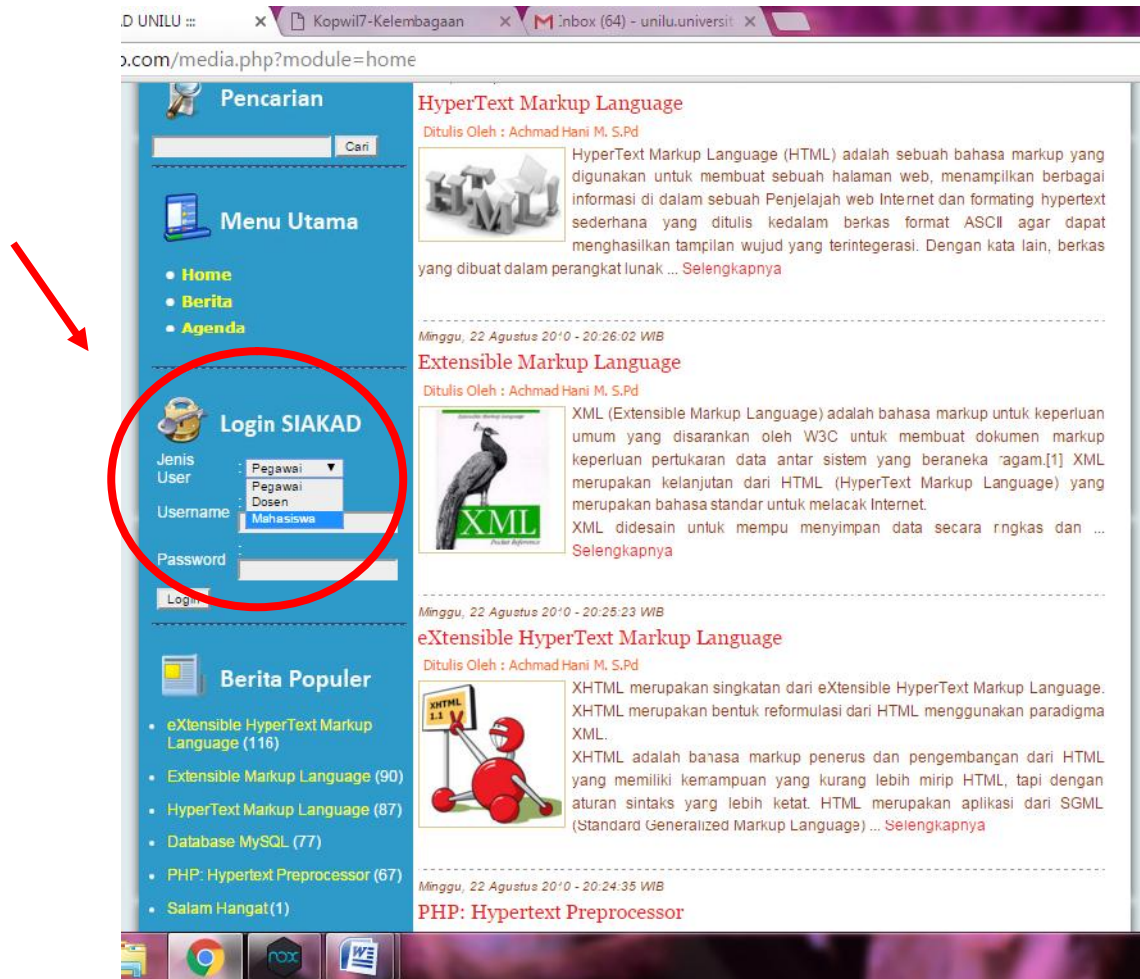 D UNILU :::
Kopwil7-Kelembagaan
Inbox (64) - unilu.universit
o.com/media.php?module=home
Pencarian
Cari
Menu Utama
Home
Berita
Agenda
Login SIAKAD
Jenis
User
: Pegawai
Pegawai
Dosen
Mahasiswa
Username :
Password :
Login
Berita Populer
eXtensible HyperText Markup
Language (116)
Extensible Markup Language (90)
HyperText Markup Language (87)
Database MySQL (77)
PHP: Hypertext Preprocessor (67)
Salam Hangat(1)
HyperText Markup Language
Ditulis Oleh : Achmad Hani M. S.Pd
HTML!
HyperText Markup Language (HTML) adalah sebuah bahasa markup yang
digunakan untuk membuat sebuah halaman web, menampilkan berbagai
informasi di dalam sebuah Penjelajah web Internet dan formating hypertext
sederhana yang ditulis kedalam berkas format ASCII agar dapat
menghasilkan tampilan wujud yang terintegerasi. Dengan kata lain, berkas
yang dibuat dalam perangkat lunak ... Selengkapnya
Minggu, 22 Agustus 2010 - 20:26:02 WIB
Extensible Markup Language
Ditulis Oleh : Achmad Hani M. S.Pd
XML
Pocket Reference
XML (Extensible Markup Language) adalah bahasa markup untuk keperluan
umum yang disarankan oleh W3C untuk membuat dokumen markup
keperluan pertukaran data antar sistem yang beraneka ragam.[1] XML
merupakan kelanjutan dari HTML (HyperText Markup Language) yang
merupakan bahasa standar untuk melacak Internet.
XML didesain untuk mempu menyimpan data secara ringkas dan ...
Selengkapnya
Minggu, 22 Agustus 2010 - 20:25:23 WIB
eXtensible HyperText Markup Language
Ditulis Oleh : Achmad Hani M. S.Pd
XHTML
1.1
XHTML merupakan singkatan dari eXtensible HyperText Markup Language.
XHTML merupakan bentuk reformulasi dari HTML menggunakan paradigma
XML.
XHTML adalah bahasa markup penerus dan pengembangan dari HTML
yang memiliki kemampuan yang kurang lebih mirip HTML, tapi dengan
aturan sintaks yang lebih ketat. HTML merupakan aplikasi dari SGML
(Standard Generalized Markup Language) ... Selengkapnya
Minggu, 22 Agustus 2010 - 20:24:35 WIB
PHP: Hypertext Preprocessor
nox
W